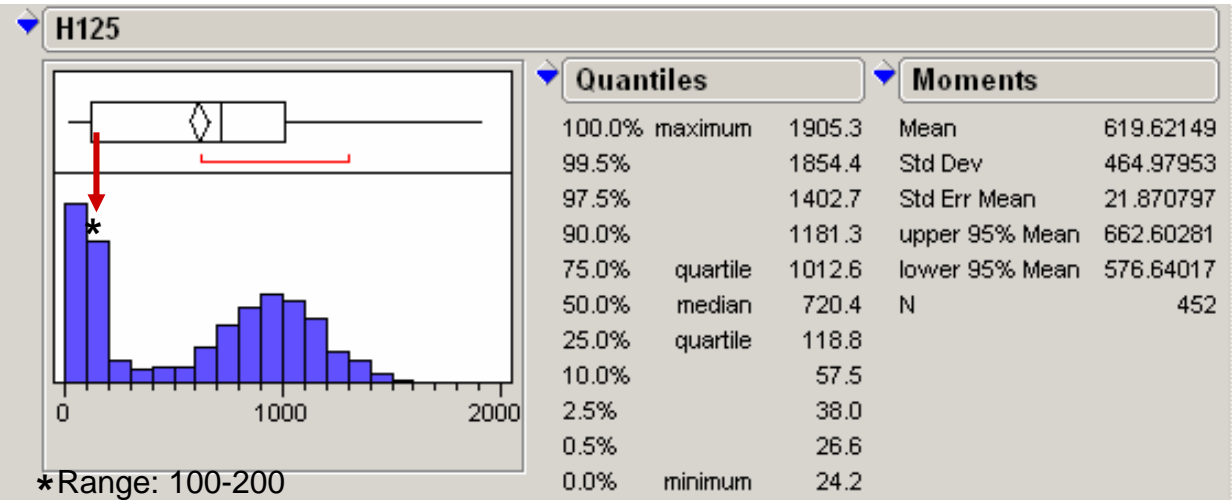 H125
Quantiles
100.0% maximum 1905.3
99.5% 1854.4
97.5% 1402.7
90.0% 1181.3
75.0% quartile 1012.6
50.0% median 720.4
25.0% quartile 118.8
10.0% 57.5
2.5% 38.0
0.5% 26.6
0.0% minimum 24.2
Moments
Mean 619.62149
Std Dev 464.97953
Std Err Mean 21.870797
upper 95% Mean 662.60281
lower 95% Mean 576.64017
N 452
*
0 1000 2000
*Range: 100-200